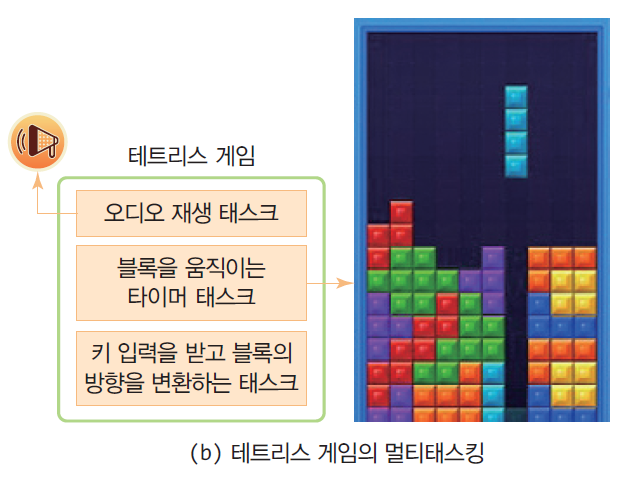 테트리스 게임
오디오 재생 태스크
블록을 움직이는
타이머 태스크
키 입력을 받고 블록의
방향을 변환하는 태스크
(b) 테트리스 게임의 멀티태스킹